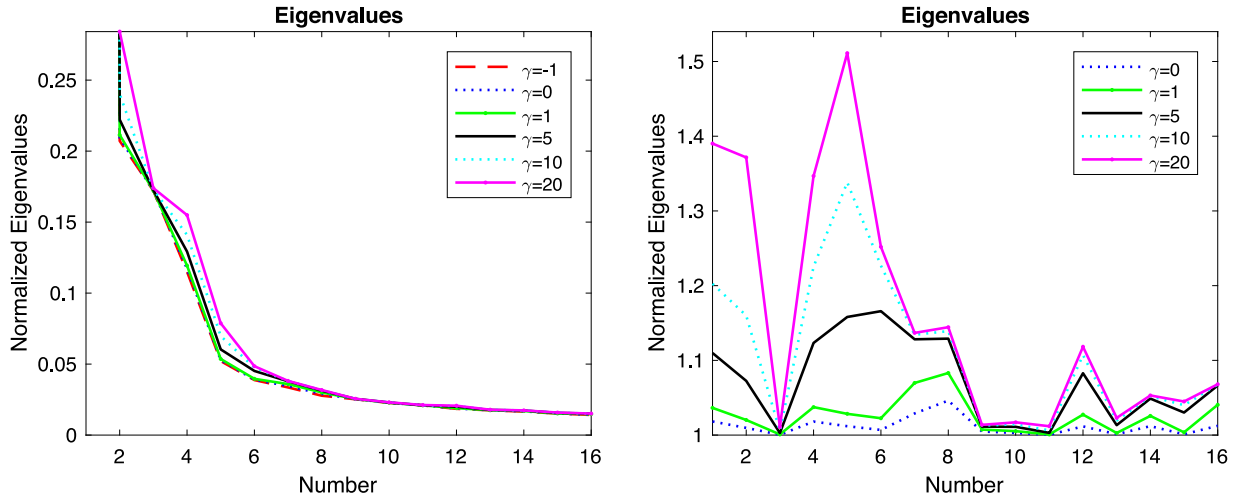 Eigenvalues
Normalized Eigenvalues
0.25
0.2
0.15
0.1
0.05
0
2 4 6 8 10 12 14 16
Number
γ=-1
γ=0
γ=1
γ=5
γ=10
γ=20
Eigenvalues
Normalized Eigenvalues
1.5
1.4
1.3
1.2
1.1
1
2 4 6 8 10 12 14 16
Number
γ=0
γ=1
γ=5
γ=10
γ=20